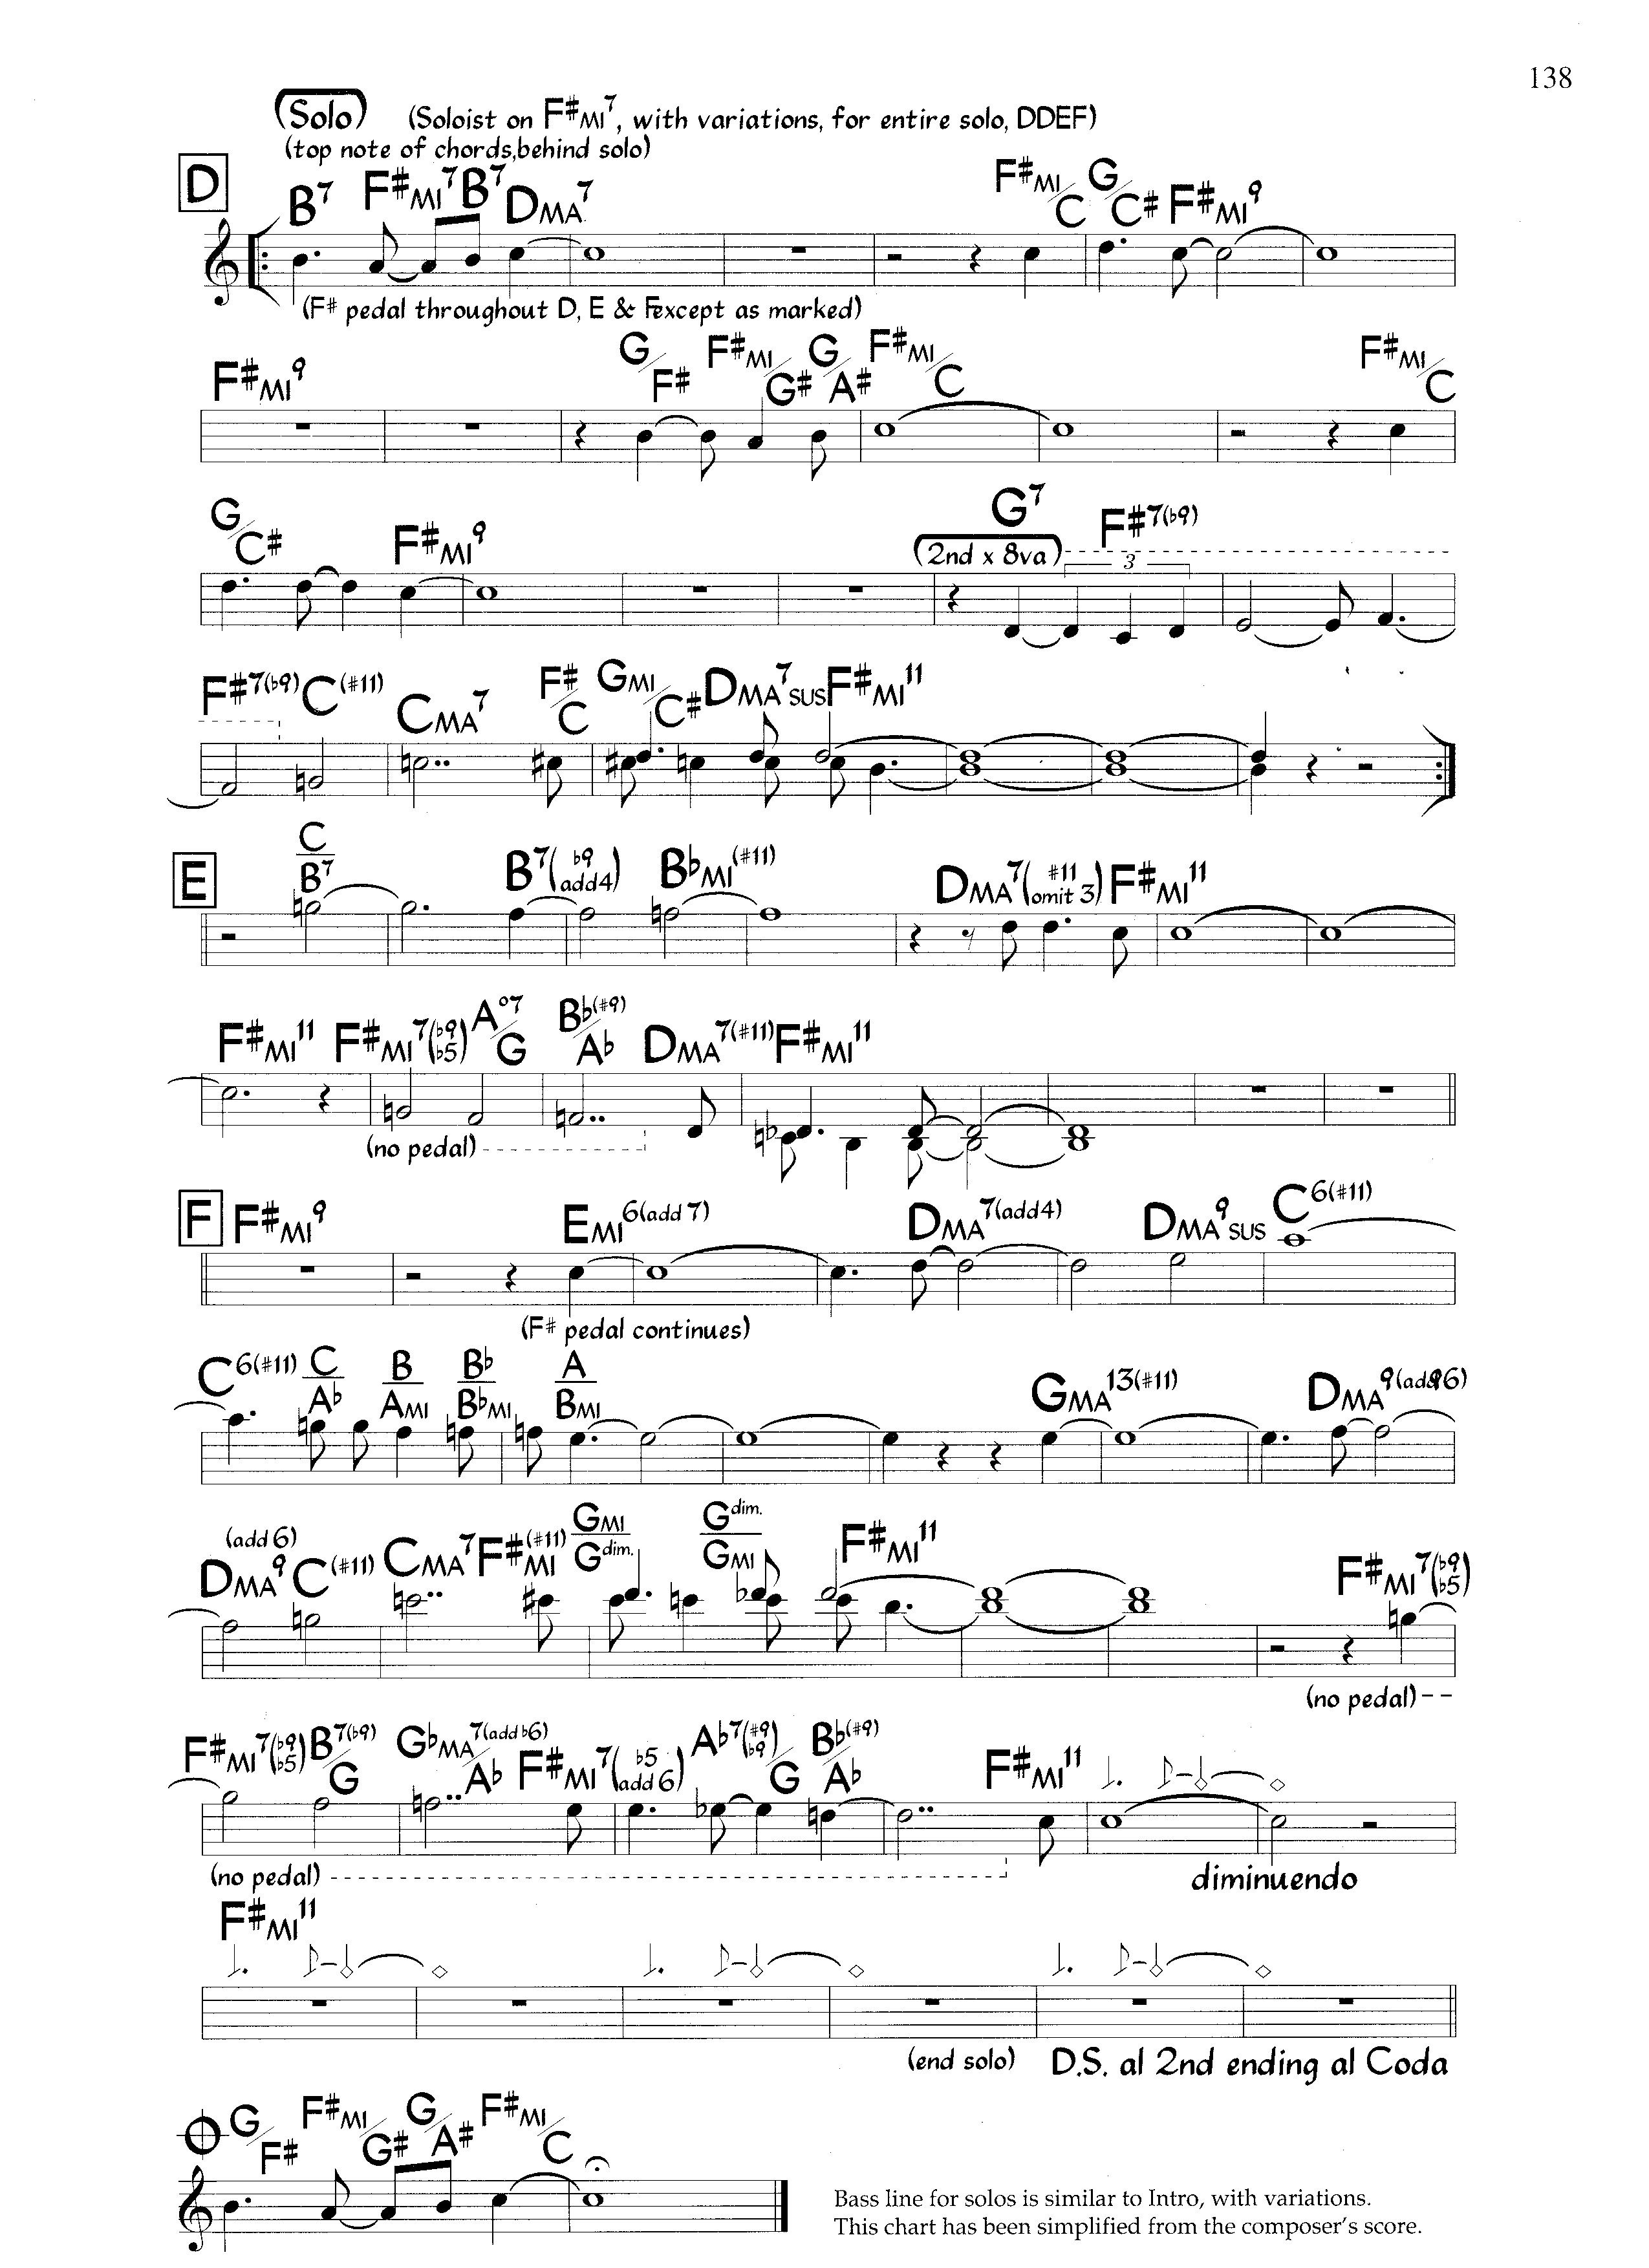 138
Solo (Soloist on F#MI7, with variations, for entire solo, DDEF)
(top note of chords,behind solo)
D B7 F#MI7 B7 DMA7 F#MI/C G/C# F#MI9
(F# pedal throughout D, E & F except as marked)
F#MI9 G/F# F#MI/G# G/A# F#MI/C F#MI/C
G/C# F#MI9 (2nd x 8va) G7 F#7(b9)
3
F#7(b9) C(#11) CMA7 F#/C GMI/C# DMA7SUS F#MI11
E C/B7 B7(b9 add4) BbMI(#11) DMA7(#11 omit 3) F#MI11
F#MI11 F#MI7(b9 b5) A°7/G Bb(#9)/Ab DMA7(#11) F#MI11
(no pedal)
F F#MI9 EMI6(add 7) DMA7(add4) DMA9SUS C6(#11)
(F# pedal continues)
C6(#11) C/Ab B/AMI Bb/BbMI A/BMI GMA13(#11) DMA9(add 6)
DMA9(add 6) C(#11) CMA7 F#MI(#11) GMI/Gdim. Gdim./GMI F#MI11 F#MI7(b9 b5)
(no pedal)
F#MI7(b9 b5) B7(b9)/G GbMA7(add b6)/Ab F#MI7(b5 add 6) Ab7(#9 b9)/G Bb(#9)/Ab F#MI11
(no pedal) diminuendo
F#MI11
(end solo) D.S. al 2nd ending al Coda
G/F# F#MI/G# G/A# F#MI/C
Bass line for solos is similar to Intro, with variations.
This chart has been simplified from the composer's score.